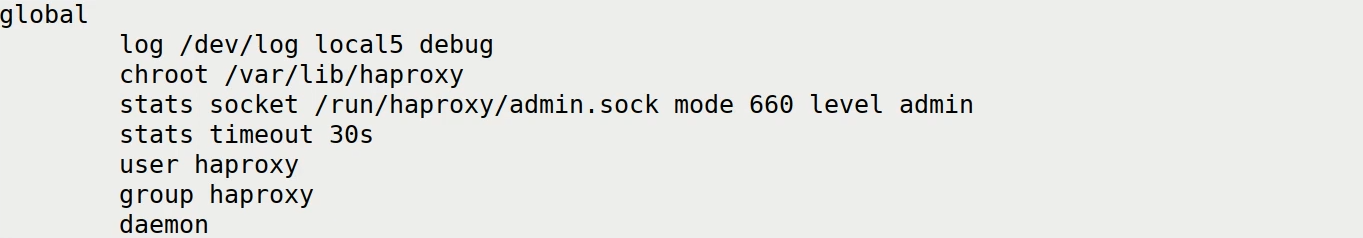 global
log /dev/log local5 debug
chroot /var/lib/haproxy
stats socket /run/haproxy/admin.sock mode 660 level admin
stats timeout 30s
user haproxy
group haproxy
daemon